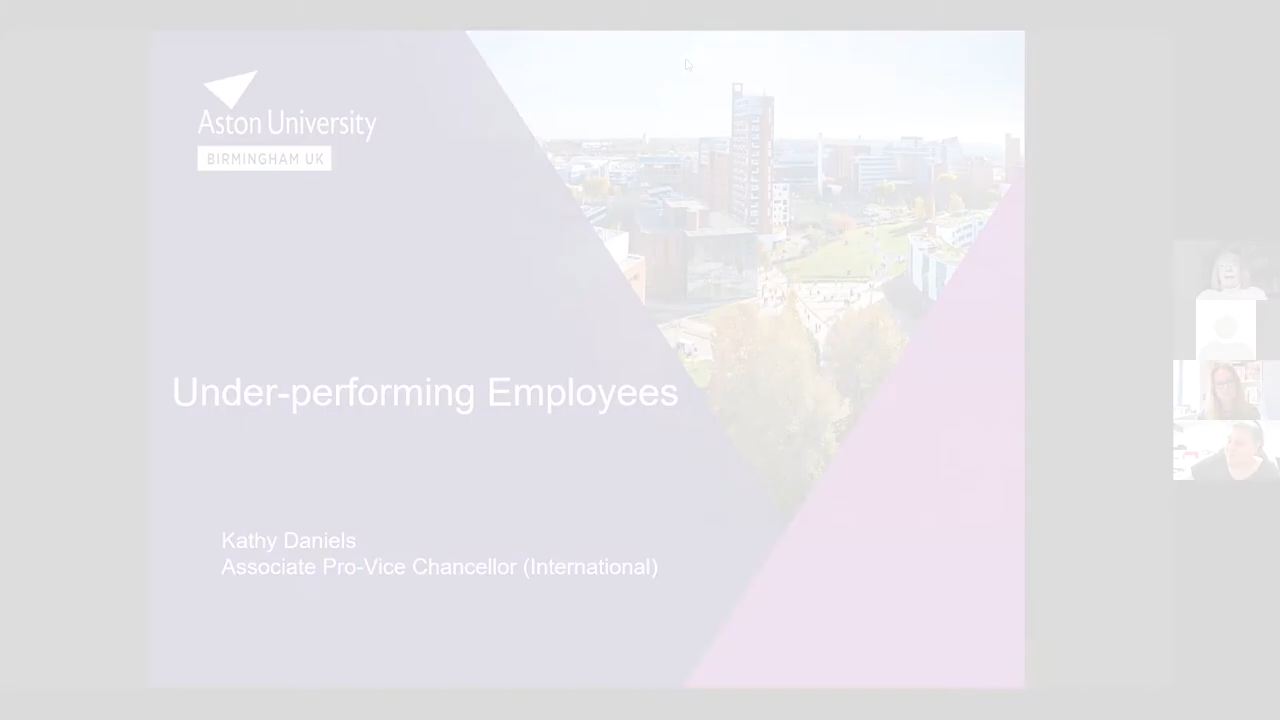 Aston University
BIRMINGHAM UK
Under-performing Employees
Kathy Daniels
Associate Pro-Vice Chancellor (International)